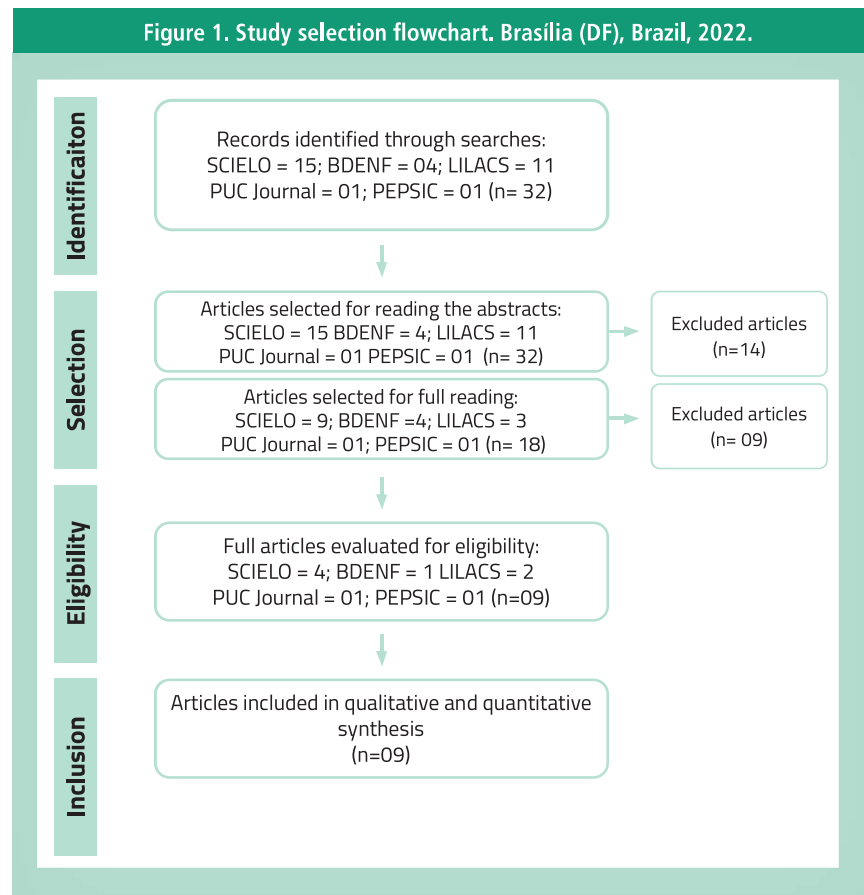 Figure 1. Study selection flowchart. Brasília (DF), Brazil, 2022.
Identificaiton
Records identified through searches:
SCIELO = 15; BDENF = 04; LILACS = 11
PUC Journal = 01; PEPSIC = 01 (n= 32)
Selection
Articles selected for reading the abstracts:
SCIELO = 15 BDENF = 4; LILACS = 11
PUC Journal = 01 PEPSIC = 01 (n= 32)
Excluded articles
(n=14)
Articles selected for full reading:
SCIELO = 9; BDENF =4; LILACS = 3
PUC Journal = 01; PEPSIC = 01 (n= 18)
Excluded articles
(n= 09)
Eligibility
Full articles evaluated for eligibility:
SCIELO = 4; BDENF = 1 LILACS = 2
PUC Journal = 01; PEPSIC = 01 (n=09)
Inclusion
Articles included in qualitative and quantitative
synthesis
(n=09)